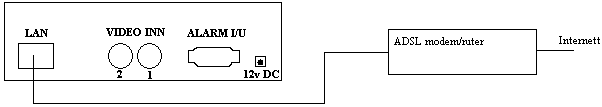 LAN
VIDEO INN
ALARM I/U
2
1
12v DC
ADSL modem/ruter
Internett